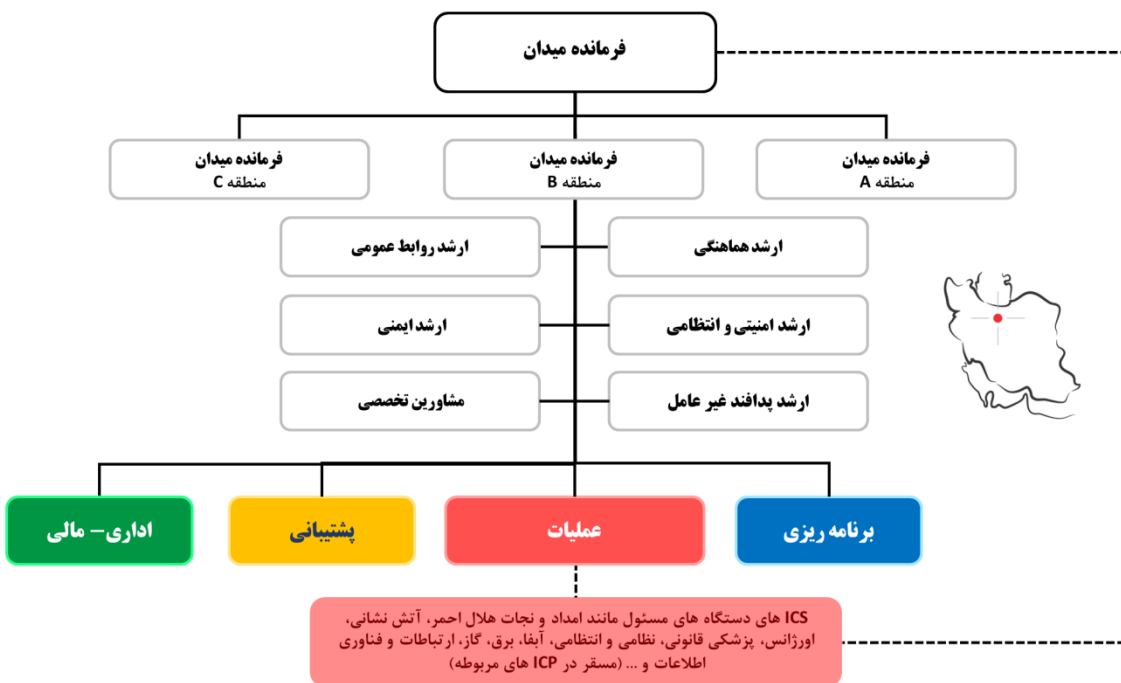 فرمانده میدان
فرمانده میدان
منطقه A
فرمانده میدان
منطقه B
فرمانده میدان
منطقه C
ارشد هماهنگی
ارشد روابط عمومی
ارشد امنیتی و انتظامی
ارشد ایمنی
ارشد پدافند غیر عامل
مشاورین تخصصی
برنامه ریزی
عملیات
پشتیبانی
اداری- مالی
ICS های دستگاه های مسئول مانند امداد و نجات هلال احمر، آتش نشانی،
اورژانس، پزشکی قانونی، نظامی و انتظامی، آبفا، برق، گاز، ارتباطات و فناوری
اطلاعات و ... (مسقر در ICP های مربوطه)